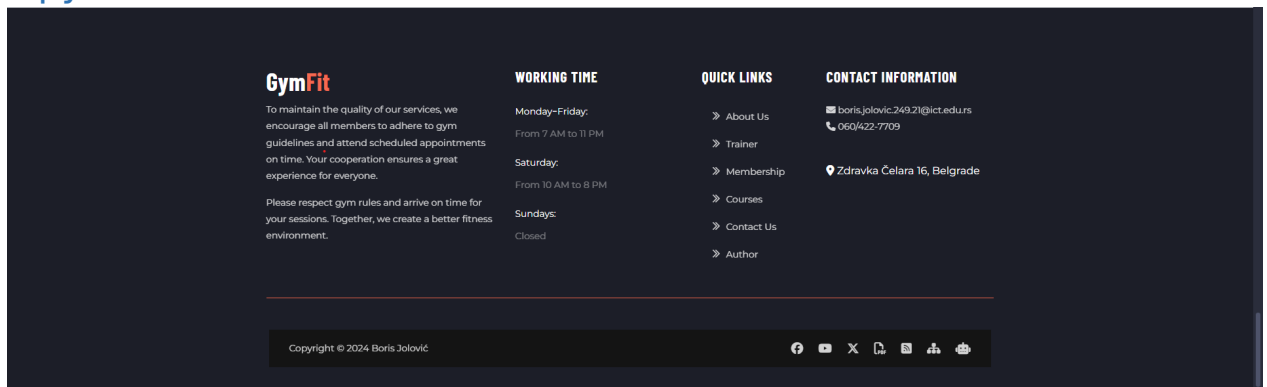 GymFit
To maintain the quality of our services, we
encourage all members to adhere to gym
guidelines and attend scheduled appointments
on time. Your cooperation ensures a great
experience for everyone.
Please respect gym rules and arrive on time for
your sessions. Together, we create a better fitness
environment.
WORKING TIME
Monday-Friday:
From 7 AM to 11 PM
Saturday:
From 10 AM to 8 PM
Sundays:
Closed
QUICK LINKS
About Us
Trainer
Membership
Courses
Contact Us
Author
CONTACT INFORMATION
boris.jolovic.249.21@ict.edu.rs
060/422-7709
Zdravka Čelara 16, Belgrade
Copyright © 2024 Boris Jolović
PDF